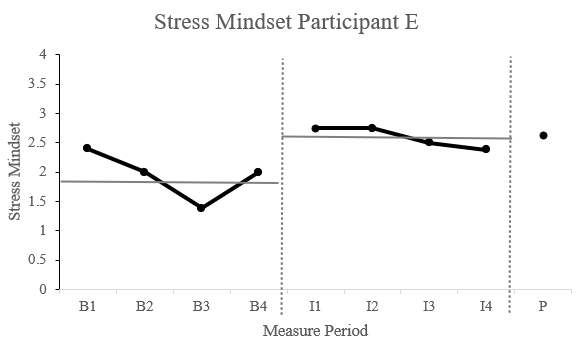 Stress Mindset Participant E
Stress Mindset
4
3.5
3
2.5
2
1.5
1
0.5
0
B1 B2 B3 B4 I1 I2 I3 I4 P
Measure Period